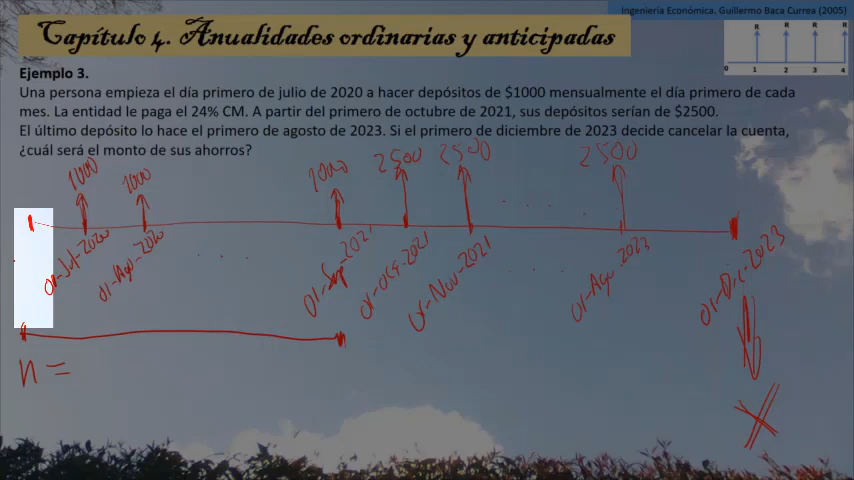 Ingeniería Económica. Guillermo Baca Currea (2005)
Capítulo 4. Anualidades ordinarias y anticipadas
R R R R
0 1 2 3 4
Ejemplo 3.
Una persona empieza el día primero de julio de 2020 a hacer depósitos de $1000 mensualmente el día primero de cada
mes. La entidad le paga el 24% CM. A partir del primero de octubre de 2021, sus depósitos serían de $2500.
El último depósito lo hace el primero de agosto de 2023. Si el primero de diciembre de 2023 decide cancelar la cuenta,
¿cuál será el monto de sus ahorros?
1000 1000 1000 2500 2500 2500
01-Jul-2020 01-Ago-2020 01-Sep-2021 01-Oct-2021 01-Nov-2021 01-Ago-2023 01-Dic-2023
n =
X